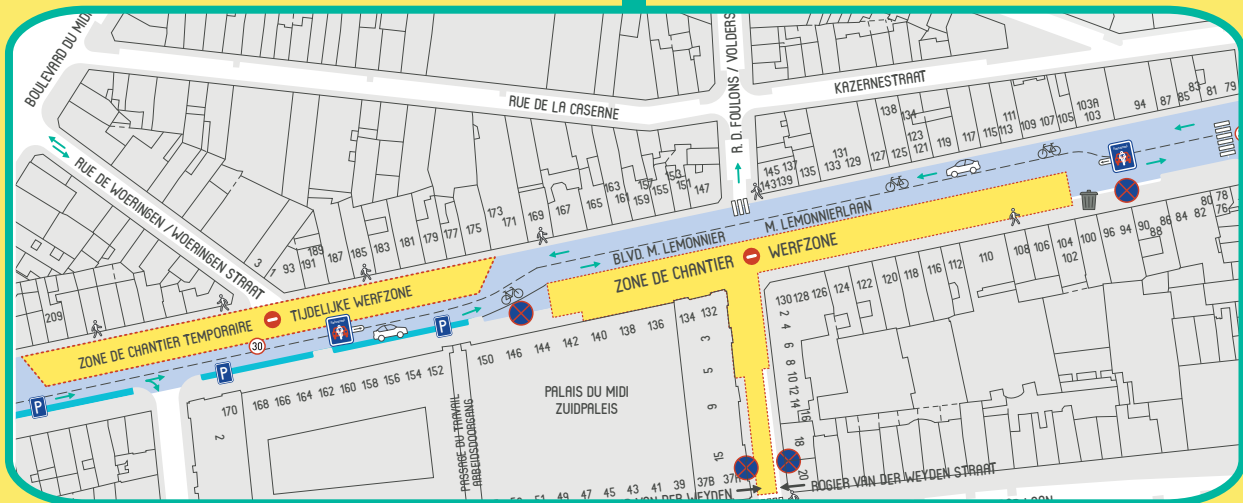 BOULEVARD DU MIDI
RUE DE LA CASERNE
R. D. FOULONS / VOLDERS
KAZERNESTRAAT
RUE DE WOERINGEN / WOERINGEN STRAAT
138 134
123
121
111
113
103A
103
94 87 85 83 81 79
145 137
143 139 135
131
133 129 127 125 119 117 115 109 107 105
173
171 169 167 165
163
161
157
159 155
153
151 147
3 1 93
189
191 187 185 183 181 179 177 175
209
BLVD. M. LEMONNIER
M. LEMONNIERLAAN
ZONE DE CHANTIER
WERFZONE
ZONE DE CHANTIER TEMPORAIRE
TIJDELIJKE WERFZONE
30
P
P
P
170 168 166 164 162 160 158 156 154 152
2
150 146 144 142 140 138 136 134 132
130 128 126 124 122 120 118 116 112 110 108 106
104
102
100 96 94 90
88
86 84 82
80 78
76
PASSAGE DU TRAVAIL
ARBEIDSDOORGANG
PALAIS DU MIDI
ZUIDPALEIS
3
5
9
15
2
4
6
8
10
12
14
16
18
20
51 49 47 45 43 41 39 37B
VAN DER WEYDEN
ROGIER VAN DER WEYDEN STRAAT